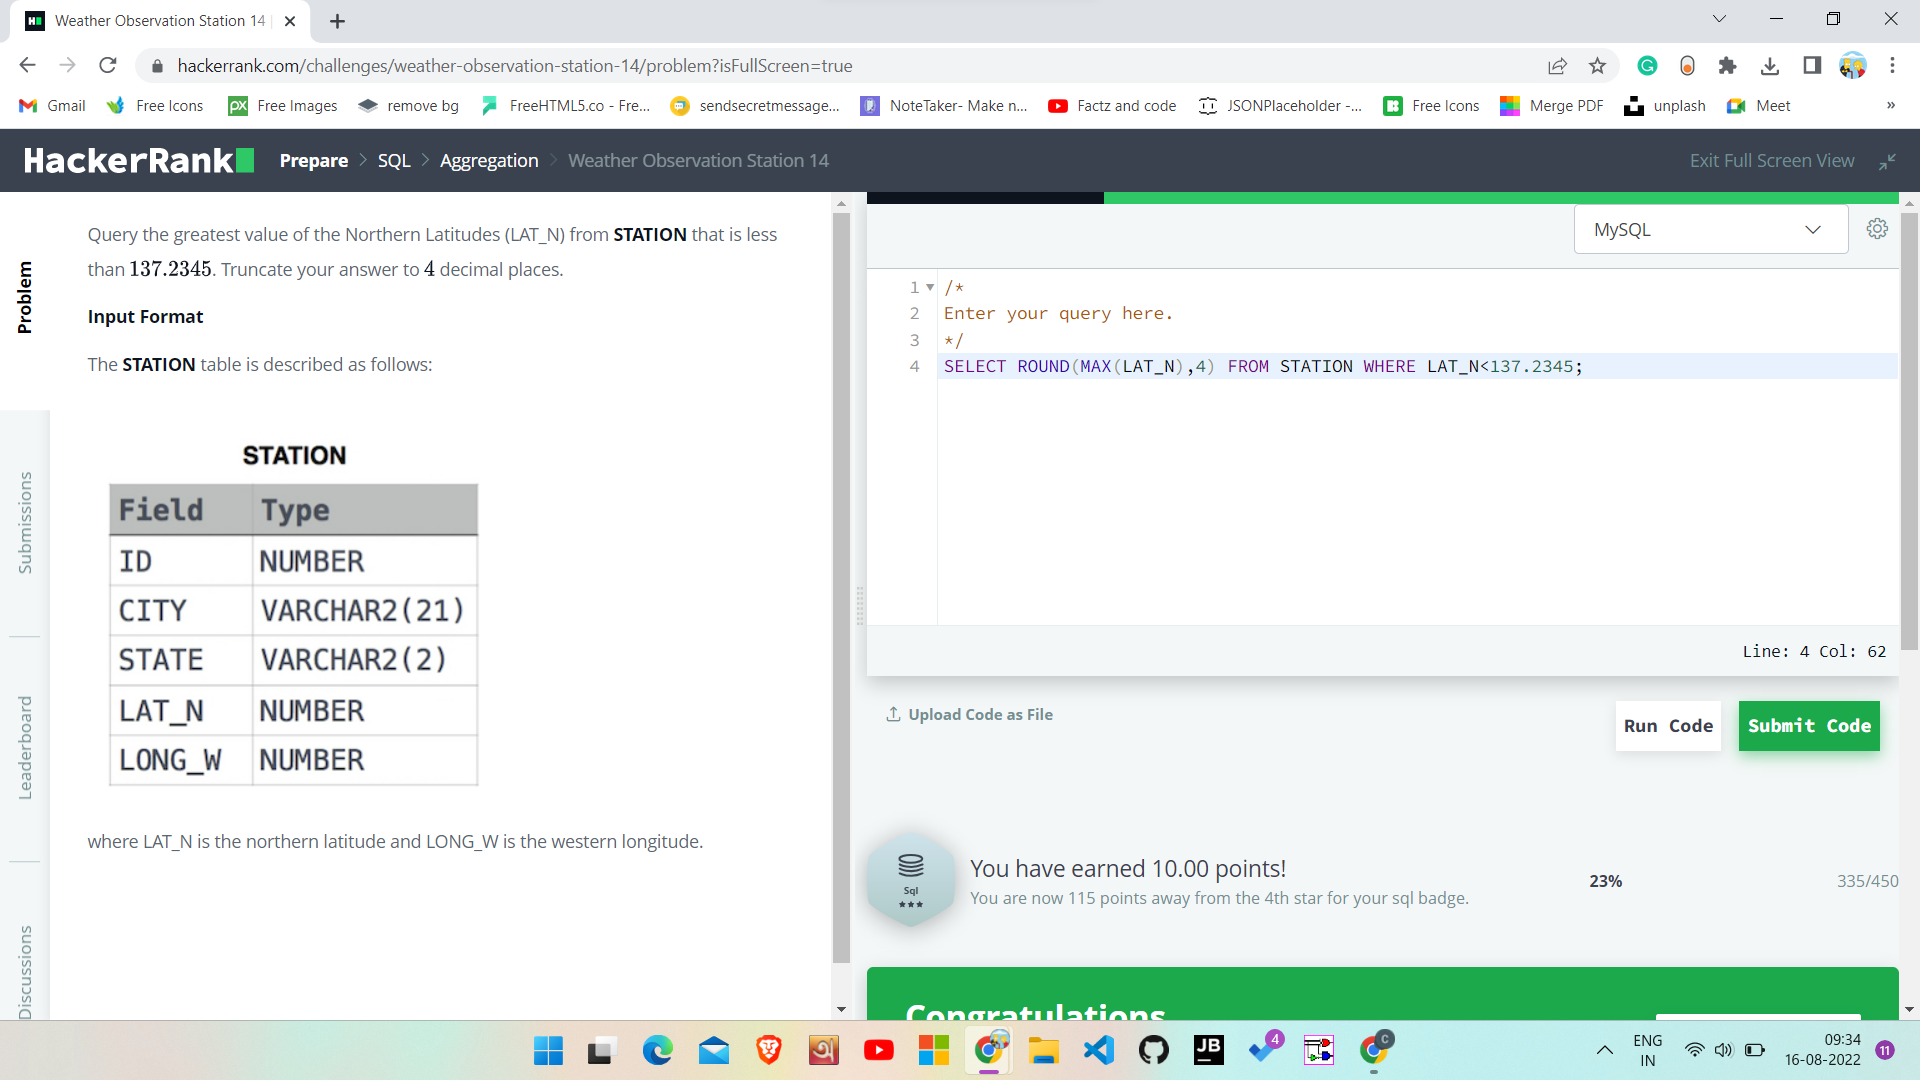 Weather Observation Station 14
hackerrank.com/challenges/weather-observation-station-14/problem?isFullScreen=true
Gmail Free Icons Free Images remove bg FreeHTML5.co - Fre... sendsecretmessage... NoteTaker- Make n... Factz and code JSONPlaceholder -... Free Icons Merge PDF unplash Meet »
HackerRank Prepare > SQL > Aggregation > Weather Observation Station 14 Exit Full Screen View
Problem
Submissions
Leaderboard
Discussions
Query the greatest value of the Northern Latitudes (LAT_N) from STATION that is less
than 137.2345. Truncate your answer to 4 decimal places.
Input Format
The STATION table is described as follows:
STATION
Field Type
ID NUMBER
CITY VARCHAR2(21)
STATE VARCHAR2(2)
LAT_N NUMBER
LONG_W NUMBER
where LAT_N is the northern latitude and LONG_W is the western longitude.
MySQL
1 /*
2 Enter your query here.
3 */
4 SELECT ROUND(MAX(LAT_N),4) FROM STATION WHERE LAT_N<137.2345;
Line: 4 Col: 62
Upload Code as File
Run Code Submit Code
Sql
You have earned 10.00 points!
You are now 115 points away from the 4th star for your sql badge.
23% 335/450
Congratulations
JB
4
C
ENG
IN
09:34
16-08-2022
11